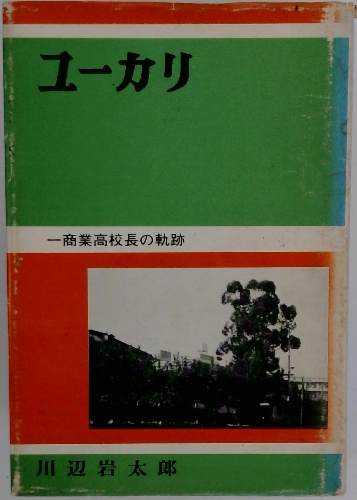 ユーカリ
一商業高校長の軌跡
川辺岩太郎